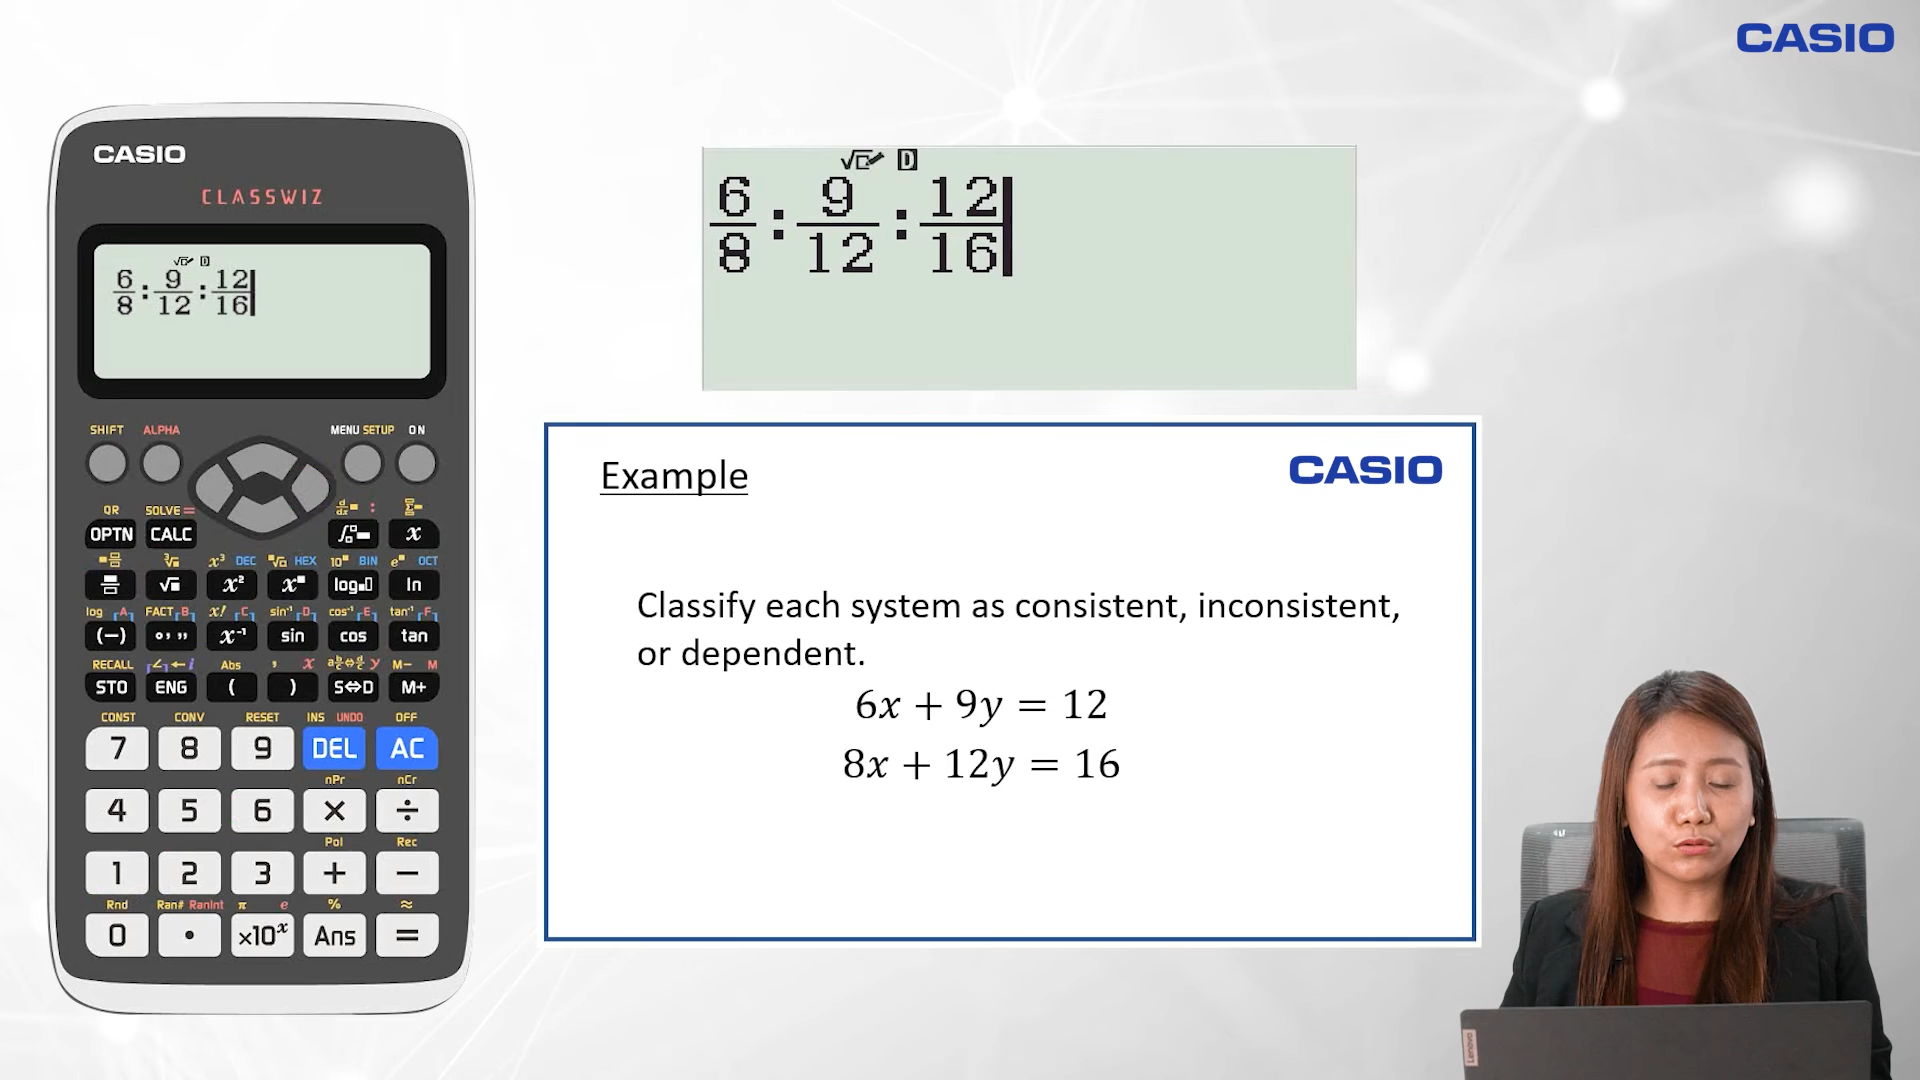 CASIO
CASIO
CLASSWIZ
6/8 : 9/12 : 12/16
6/8 : 9/12 : 12/16
SHIFT ALPHA MENU SETUP ON
QR SOLVE = d/dx :
OPTN CALC x
x³ DEC HEX 10 BIN e OCT
x² x log ln
log A FACT B x! C sin⁻¹ D cos⁻¹ E tan⁻¹ F
(−) x⁻¹ sin cos tan
RECALL ∠ ← i Abs , x a b/c ⇔ d/c y M− M
STO ENG ( ) S⇔D M+
CONST CONV RESET INS UNDO OFF
7 8 9 DEL AC
nPr nCr
4 5 6 × ÷
Pol Rec
1 2 3 + −
Rnd Ran# RanInt π e % ≈
0 • ×10ˣ Ans =
Example
CASIO
Classify each system as consistent, inconsistent,
or dependent.
6x + 9y = 12
8x + 12y = 16
Lenovo